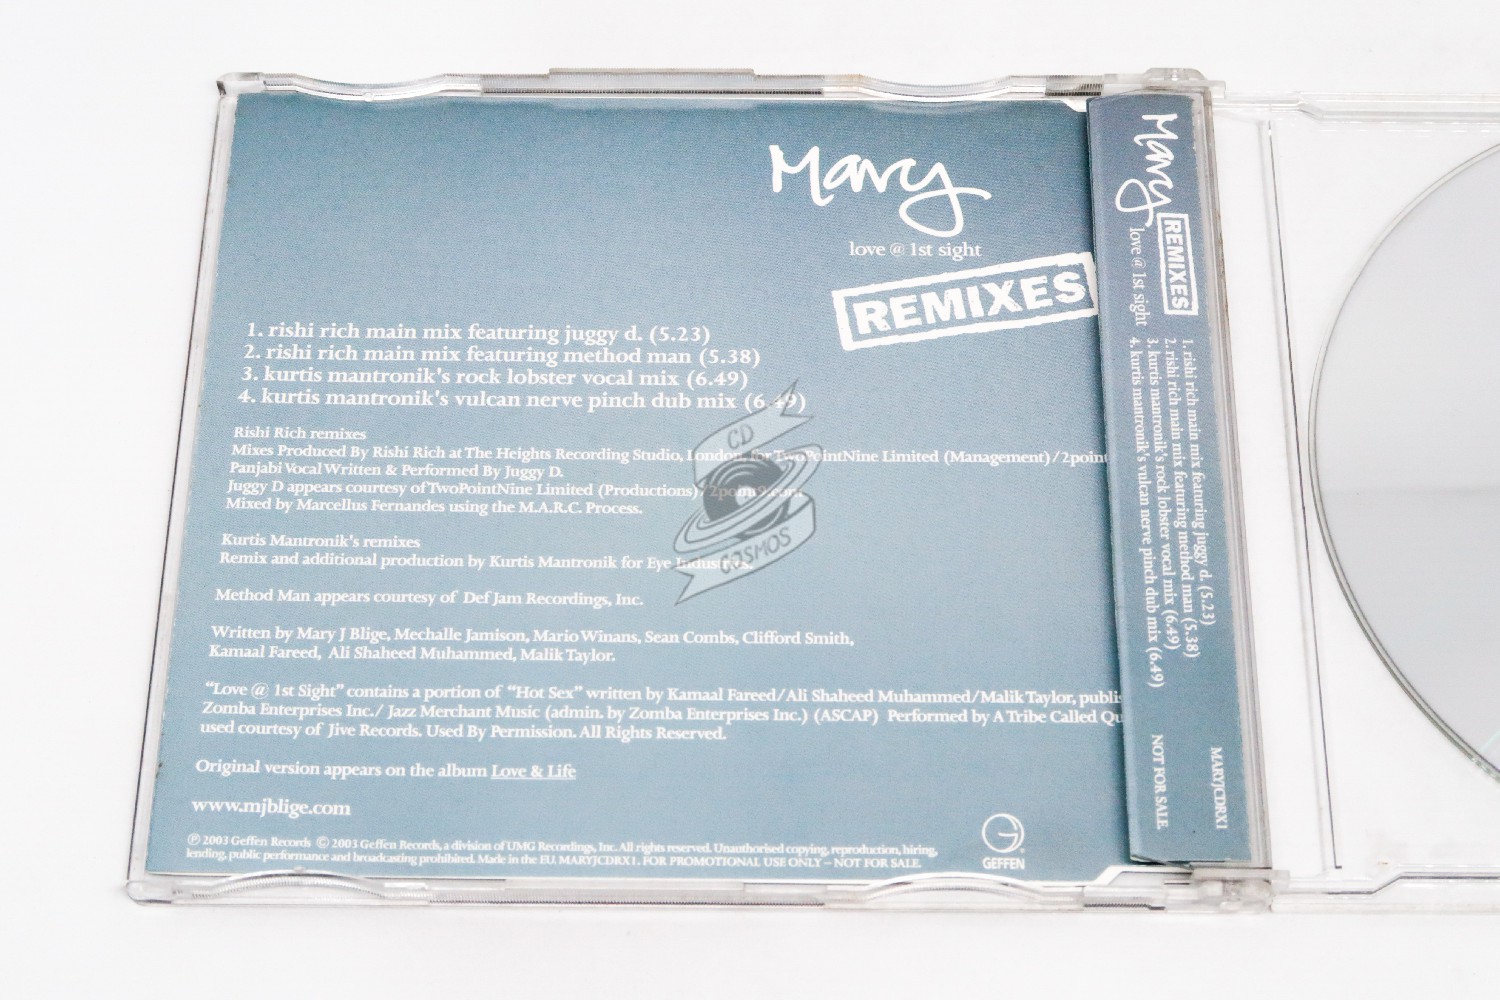 Mary
love @ 1st sight
REMIXES
1. rishi rich main mix featuring juggy d. (5.23)
2. rishi rich main mix featuring method man (5.38)
3. kurtis mantronik's rock lobster vocal mix (6.49)
4. kurtis mantronik's vulcan nerve pinch dub mix (6.49)
Rishi Rich remixes
Mixes Produced By Rishi Rich at The Heights Recording Studio, London, for TwoPointNine Limited (Management)/2point
Panjabi Vocal Written & Performed By Juggy D.
Juggy D appears courtesy of TwoPointNine Limited (Productions)/2point9.com
Mixed by Marcellus Fernandes using the M.A.R.C. Process.
Kurtis Mantronik's remixes
Remix and additional production by Kurtis Mantronik for Eye Industries.
Method Man appears courtesy of Def Jam Recordings, Inc.
Written by Mary J Blige, Mechalle Jamison, Mario Winans, Sean Combs, Clifford Smith,
Kamaal Fareed, Ali Shaheed Muhammed, Malik Taylor.
"Love @ 1st Sight" contains a portion of "Hot Sex" written by Kamaal Fareed/Ali Shaheed Muhammed/Malik Taylor, publis
Zomba Enterprises Inc./ Jazz Merchant Music (admin. by Zomba Enterprises Inc.) (ASCAP) Performed by A Tribe Called Qu
used courtesy of Jive Records. Used By Permission. All Rights Reserved.
Original version appears on the album Love & Life
www.mjblige.com
℗ 2003 Geffen Records © 2003 Geffen Records, a division of UMG Recordings, Inc. All rights reserved. Unauthorised copying, reproduction, hiring,
lending, public performance and broadcasting prohibited. Made in the EU. MARYJCDRX1. FOR PROMOTIONAL USE ONLY – NOT FOR SALE.
GEFFEN
CD
COSMOS
Mary
REMIXES
love @ 1st sight
1. rishi rich main mix featuring juggy d. (5.23)
2. rishi rich main mix featuring method man (5.38)
3. kurtis mantronik's rock lobster vocal mix (6.49)
4. kurtis mantronik's vulcan nerve pinch dub mix (6.49)
MARYJCDRX1
NOT FOR SALE.